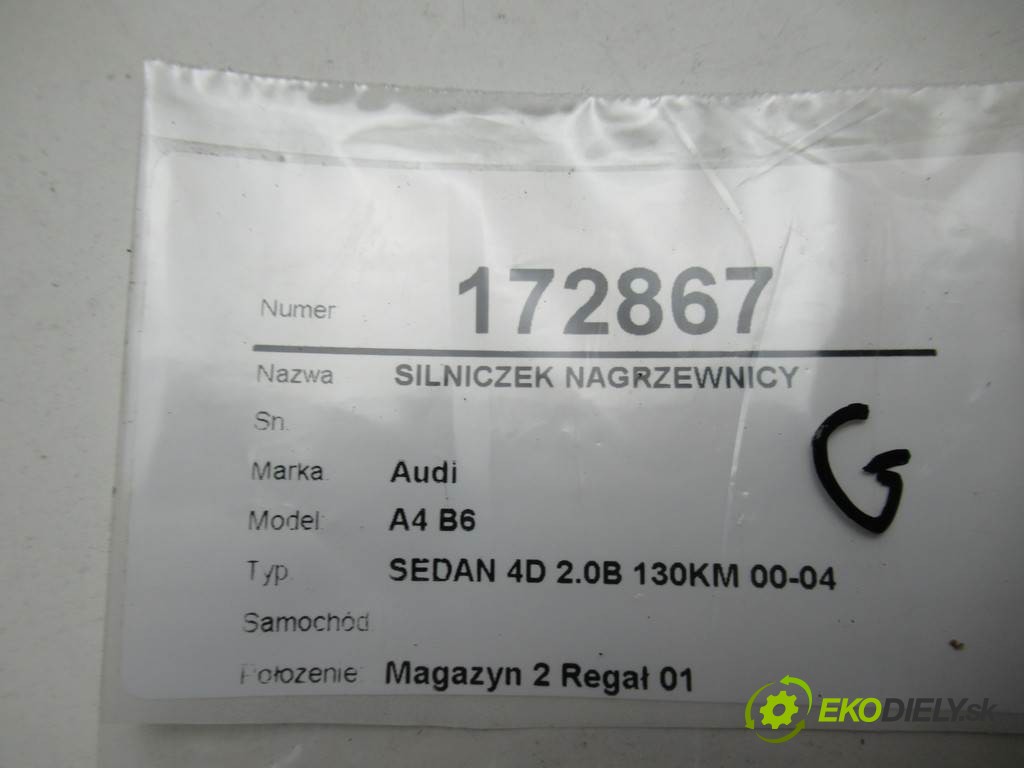 Numer 172867
Nazwa SILNICZEK NAGRZEWNICY
Sn.
Marka Audi
G
Model: A4 B6
Typ SEDAN 4D 2.0B 130KM 00-04
Samochód
Położenie: Magazyn 2 Regał 01
EKODIELY.sk